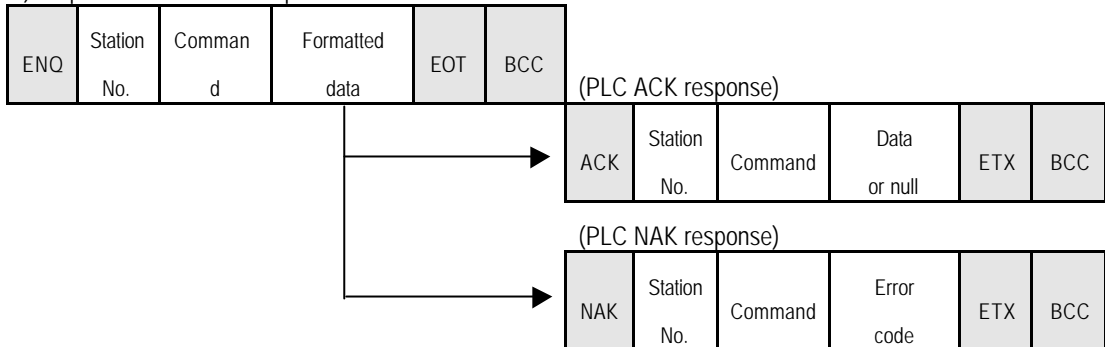 ENQ Station No. Comman d Formatted data EOT BCC
(PLC ACK response)
ACK Station No. Command Data or null ETX BCC
(PLC NAK response)
NAK Station No. Command Error code ETX BCC